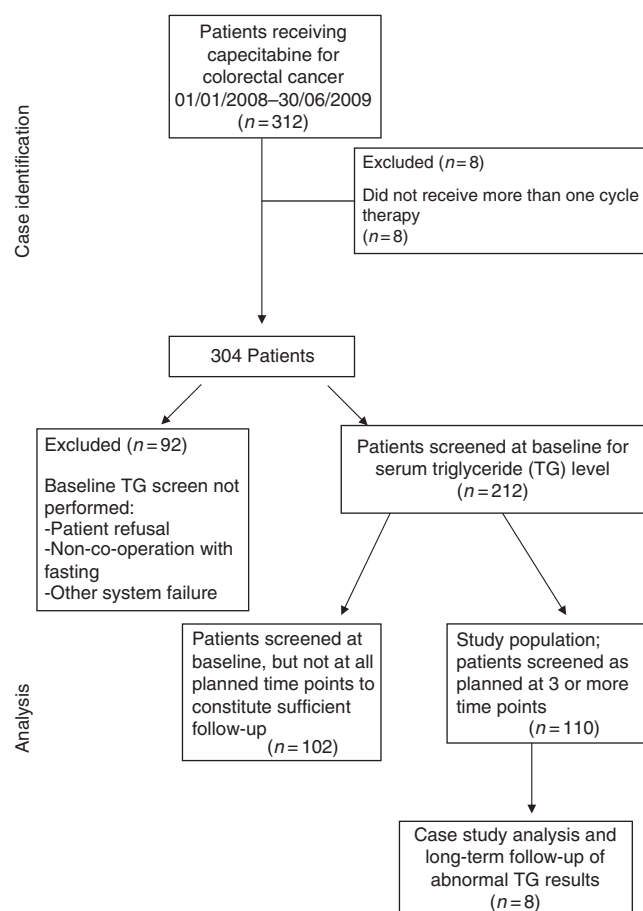 Patients receiving
capecitabine for
colorectal cancer
01/01/2008–30/06/2009
(n=312)
Case identification
Excluded (n=8)
Did not receive more than one cycle
therapy
(n=8)
304 Patients
Excluded (n=92)
Baseline TG screen not
performed:
-Patient refusal
-Non-co-operation with
fasting
-Other system failure
Patients screened at baseline for
serum triglyceride (TG) level
(n=212)
Analysis
Patients screened at
baseline, but not at all
planned time points to
constitute sufficient
follow-up
(n=102)
Study population;
patients screened as
planned at 3 or more
time points
(n=110)
Case study analysis and
long-term follow-up of
abnormal TG results
(n=8)